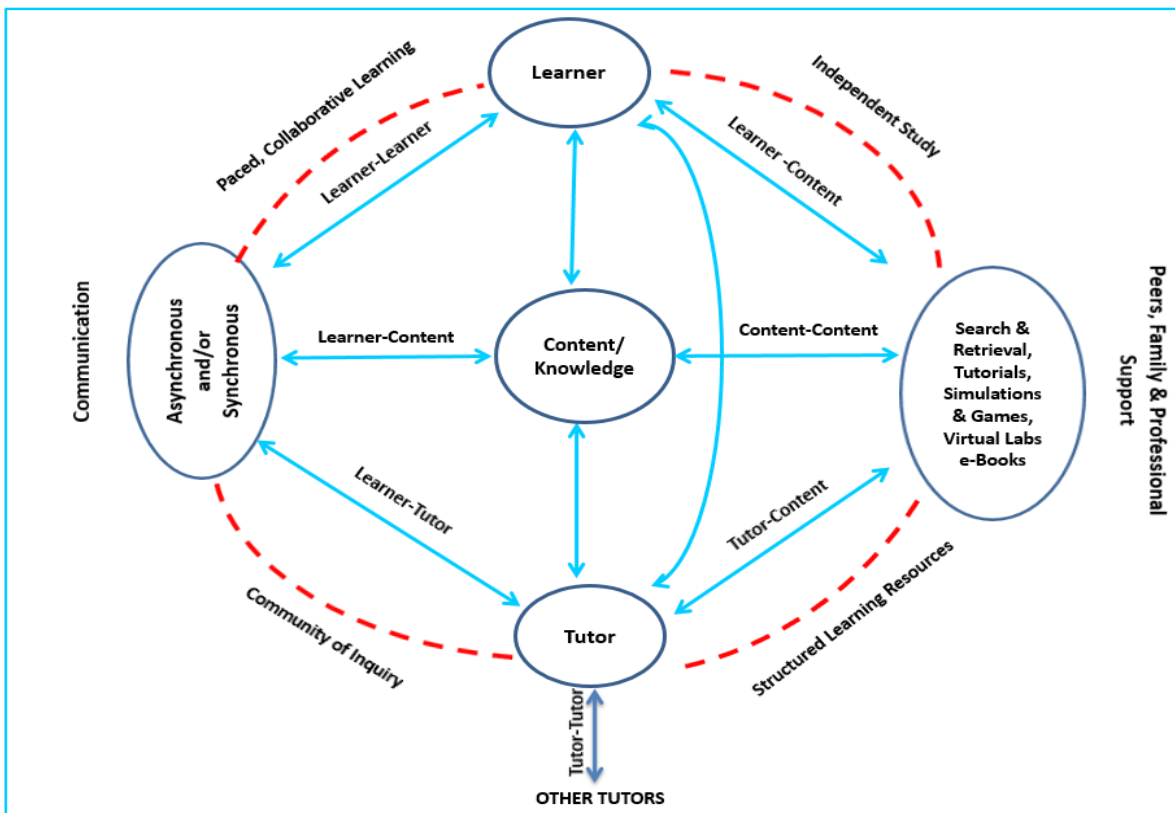 Learner
Paced, Collaborative Learning
Independent Study
Learner-Learner
Learner -Content
Communication
Asynchronous
and/or
Synchronous
Learner-Content
Content/
Knowledge
Content-Content
Search &
Retrieval,
Tutorials,
Simulations
& Games,
Virtual Labs
e-Books
Peers, Family & Professional
Support
Learner-Tutor
Tutor-Content
Community of Inquiry
Tutor
Structured Learning Resources
Tutor-Tutor
OTHER TUTORS